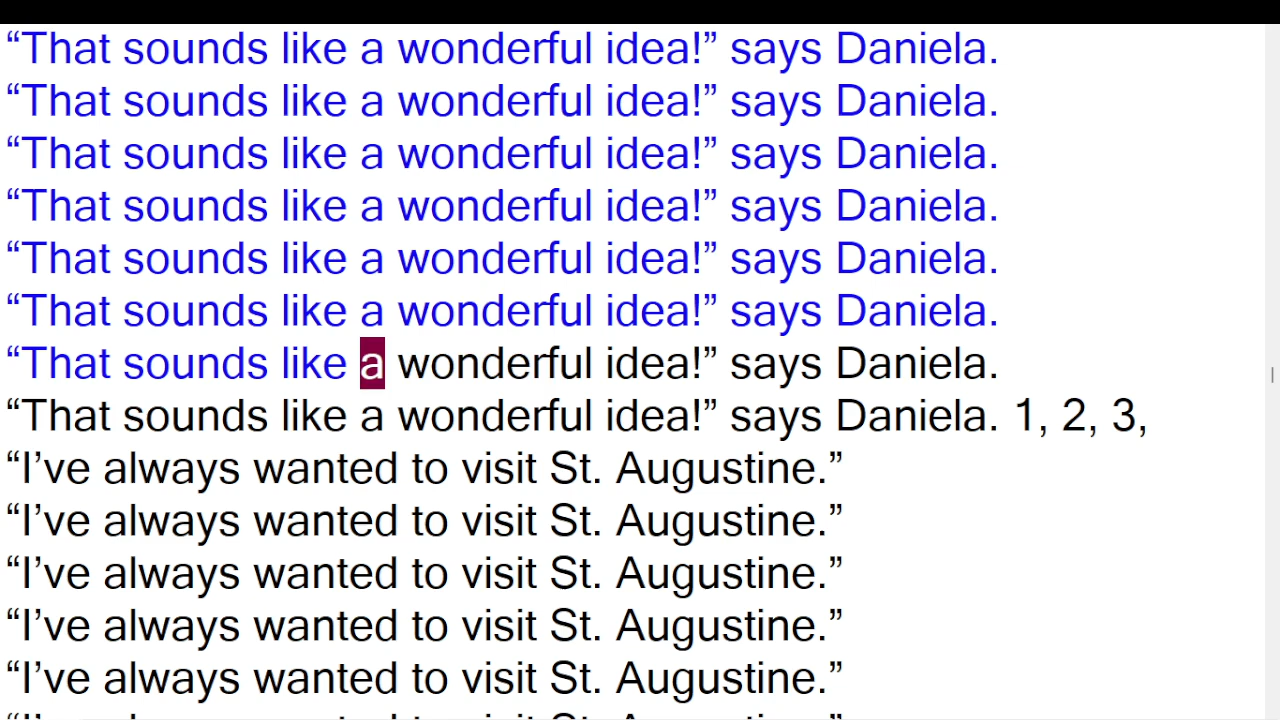 “That sounds like a wonderful idea!” says Daniela.
“That sounds like a wonderful idea!” says Daniela.
“That sounds like a wonderful idea!” says Daniela.
“That sounds like a wonderful idea!” says Daniela.
“That sounds like a wonderful idea!” says Daniela.
“That sounds like a wonderful idea!” says Daniela.
“That sounds like a wonderful idea!” says Daniela.
“That sounds like a wonderful idea!” says Daniela. 1, 2, 3,
“I’ve always wanted to visit St. Augustine.”
“I’ve always wanted to visit St. Augustine.”
“I’ve always wanted to visit St. Augustine.”
“I’ve always wanted to visit St. Augustine.”
“I’ve always wanted to visit St. Augustine.”